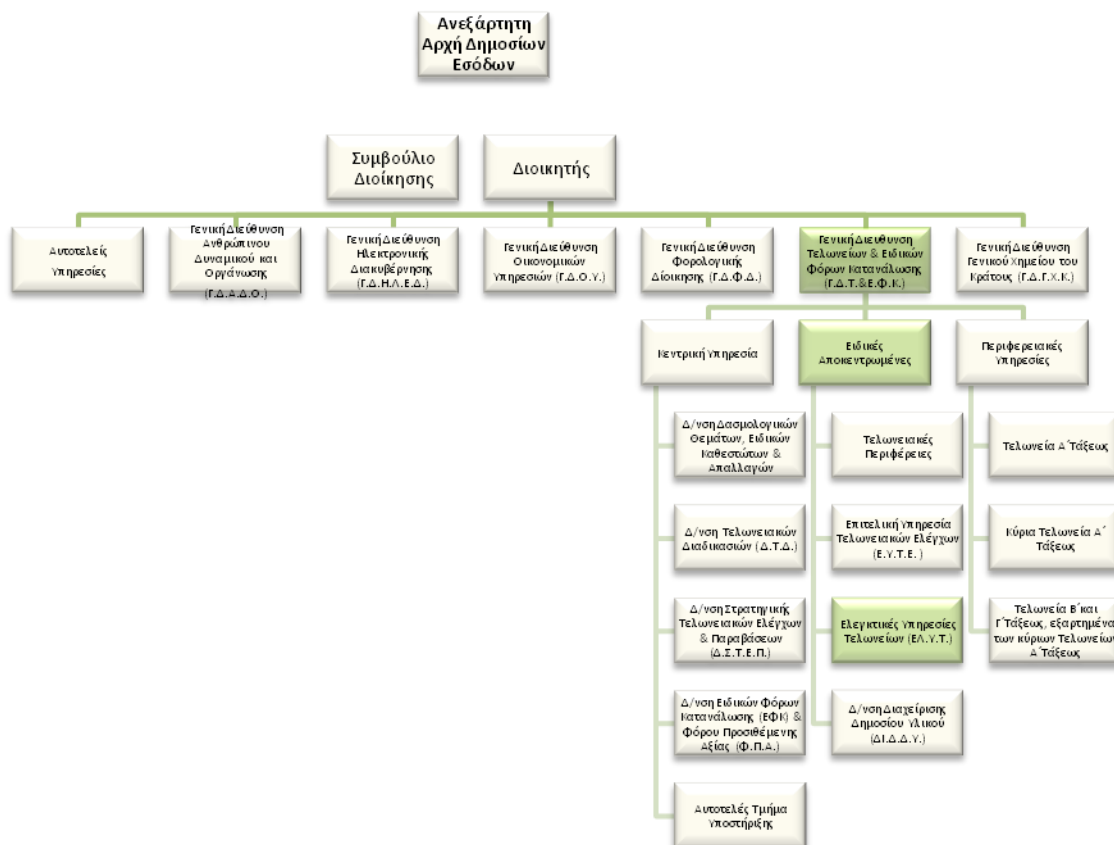 Ανεξάρτητη
Αρχή Δημοσίων
Εσόδων
Συμβούλιο
Διοίκησης
Διοικητής
Αυτοτελείς
Υπηρεσίες
Γενική Διεύθυνση
Ανθρώπινου
Δυναμικού και
Οργάνωσης
(Γ.Δ.Α.Δ.Ο.)
Γενική Διεύθυνση
Ηλεκτρονικής
Διακυβέρνησης
(Γ.Δ.Η.Λ.Ε.Δ.)
Γενική Διεύθυνση
Οικονομικών
Υπηρεσιών (Γ.Δ.Ο.Υ.)
Γενική Διεύθυνση
Φορολογικής
Δίοικησης (Γ.Δ.Φ.Δ.)
Γενική Διευθυνση
Τελωνείων & Ειδικών
Φόρων Κατανάλωσης
(Γ.Δ.Τ.&Ε.Φ.Κ.)
Γενική Διεύθυνση
Γενικού Χημείου του
Κράτους (Γ.Δ.Γ.Χ.Κ.)
Κεντρική Υπηρεσία
Ειδικές
Αποκεντρωμένες
Περιφερειακές
Υπηρεσίες
Δ/νση Δασμολογικών
Θεμάτων, Ειδικών
Καθεστώτων &
Απαλλαγών
Δ/νση Τελωνειακών
Διαδικασιών (Δ.Τ.Δ.)
Δ/νση Στρατηγικής
Τελωνειακών Ελέγχων
& Παραβάσεων
(Δ.Σ.Τ.Ε.Π.)
Δ/νση Ειδικών Φόρων
Κατανάλωσης (ΕΦΚ) &
Φόρου Προσιθέμενης
Αξίας (Φ.Π.Α.)
Αυτοτελές Τμήμα
Υποστήριξης
Τελωνειακές
Περιφέρειες
Επιτελική Υπηρεσία
Τελωνειακών Ελέγχων
(Ε.Υ.Τ.Ε. )
Ελεγκτικές Υπηρεσίες
Τελωνείων (ΕΛ.Υ.Τ.)
Δ/νση Διαχείρισης
Δημοσίου Υλικού
(ΔΙ.Δ.Δ.Υ.)
Τελωνεία Α΄Τάξεως
Κύρια Τελωνεία Α΄
Τάξεως
Τελωνεία Β΄και
Γ΄Τάξεως, εξαρτημένα
των κύριων Τελωνείων
Α΄Τάξεως